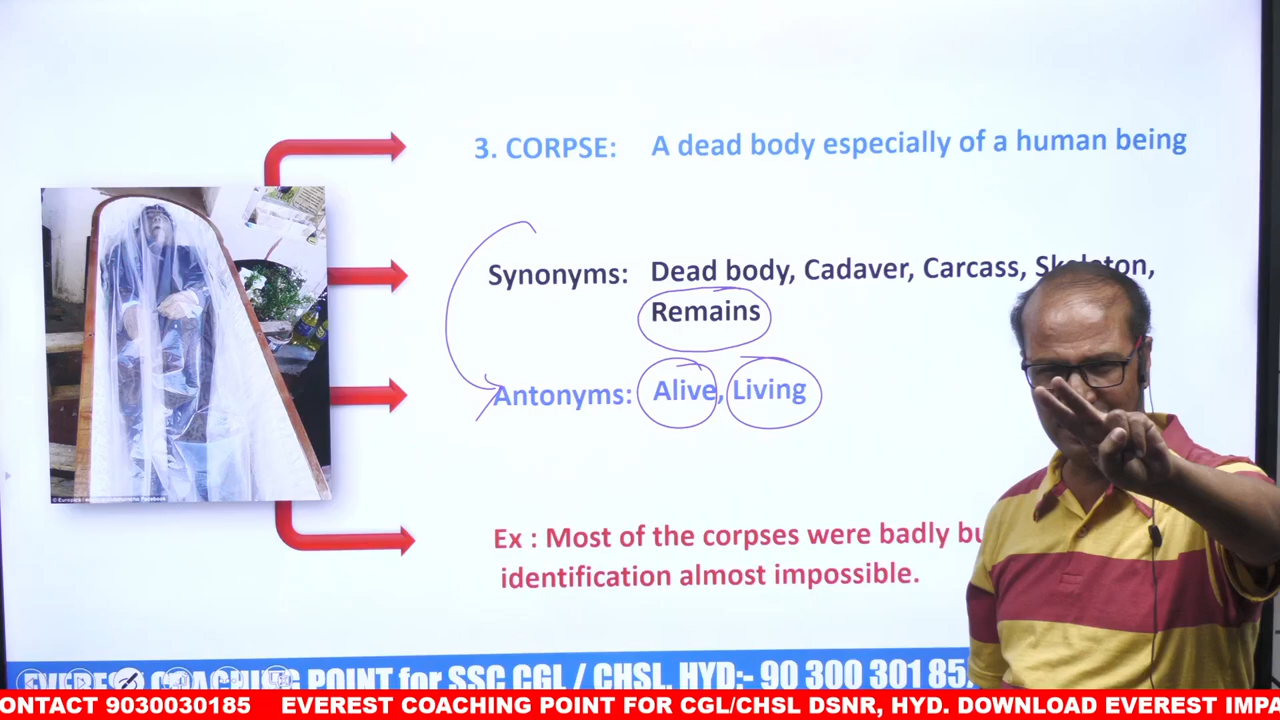 3. CORPSE: A dead body especially of a human being
Synonyms: Dead body, Cadaver, Carcass, Skeleton,
Remains
Antonyms: Alive, Living
Ex : Most of the corpses were badly
identification almost impossible.
EVEREST COACHING POINT for SSC CGL / CHSL, HYD:- 90 300 301 85,
ONTACT 9030030185 EVEREST COACHING POINT FOR CGL/CHSL DSNR, HYD. DOWNLOAD EVEREST IMPA